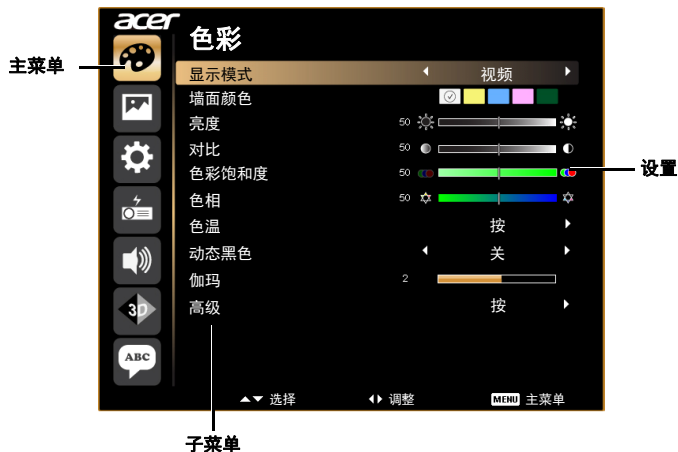 acer
色彩
主菜单
显示模式 视频
墙面颜色
亮度 50
对比 50
色彩饱和度 50
设置
色相 50
色温 按
动态黑色 关
伽玛 2
高级 按
3D
ABC
选择 调整 MENU 主菜单
子菜单